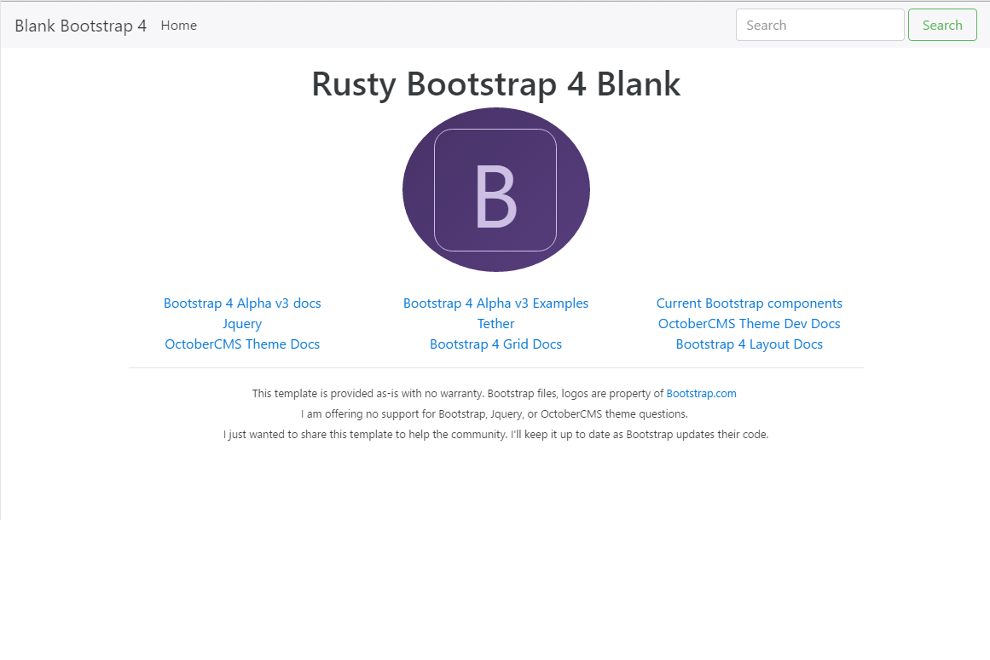 Blank Bootstrap 4 Home Search Search
Rusty Bootstrap 4 Blank
B
Bootstrap 4 Alpha v3 docs Bootstrap 4 Alpha v3 Examples Current Bootstrap components
Jquery Tether OctoberCMS Theme Dev Docs
OctoberCMS Theme Docs Bootstrap 4 Grid Docs Bootstrap 4 Layout Docs
This template is provided as-is with no warranty. Bootstrap files, logos are property of Bootstrap.com
I am offering no support for Bootstrap, Jquery, or OctoberCMS theme questions.
I just wanted to share this template to help the community. I'll keep it up to date as Bootstrap updates their code.